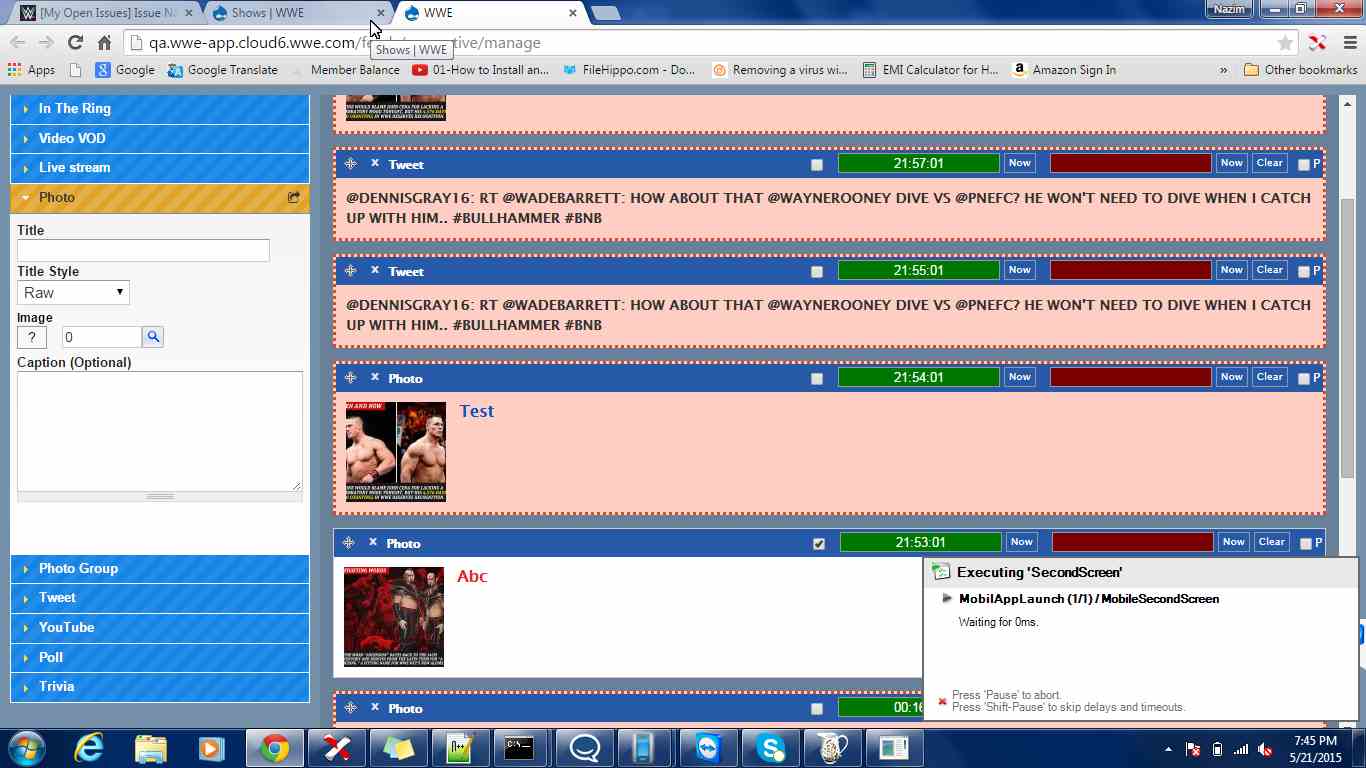 [My Open Issues] Issue Na
Shows | WWE
WWE
Nazim
qa.wwe-app.cloud6.wwe.com/fe
tive/manage
Shows | WWE
Apps
Google
Google Translate
Member Balance
01-How to Install an...
FileHippo.com - Do...
Removing a virus wi...
EMI Calculator for H...
Amazon Sign In
»
Other bookmarks
In The Ring
Video VOD
Live stream
Photo
Title
Title Style
Raw
Image
?
0
Caption (Optional)
Photo Group
Tweet
YouTube
Poll
Trivia
Tweet
21:57:01
Now
Now
Clear
P
@DENNISGRAY16: RT @WADEBARRETT: HOW ABOUT THAT @WAYNEROONEY DIVE VS @PNEFC? HE WON'T NEED TO DIVE WHEN I CATCH
UP WITH HIM.. #BULLHAMMER #BNB
Tweet
21:55:01
Now
Now
Clear
P
@DENNISGRAY16: RT @WADEBARRETT: HOW ABOUT THAT @WAYNEROONEY DIVE VS @PNEFC? HE WON'T NEED TO DIVE WHEN I CATCH
UP WITH HIM.. #BULLHAMMER #BNB
Photo
21:54:01
Now
Now
Clear
P
Test
Photo
21:53:01
Now
Now
Clear
P
FIGHTING WORDS
Abc
Photo
00:16
Executing 'SecondScreen'
MobilAppLaunch (1/1) / MobileSecondScreen
Waiting for 0ms.
Press 'Pause' to abort.
Press 'Shift-Pause' to skip delays and timeouts.
7:45 PM
5/21/2015